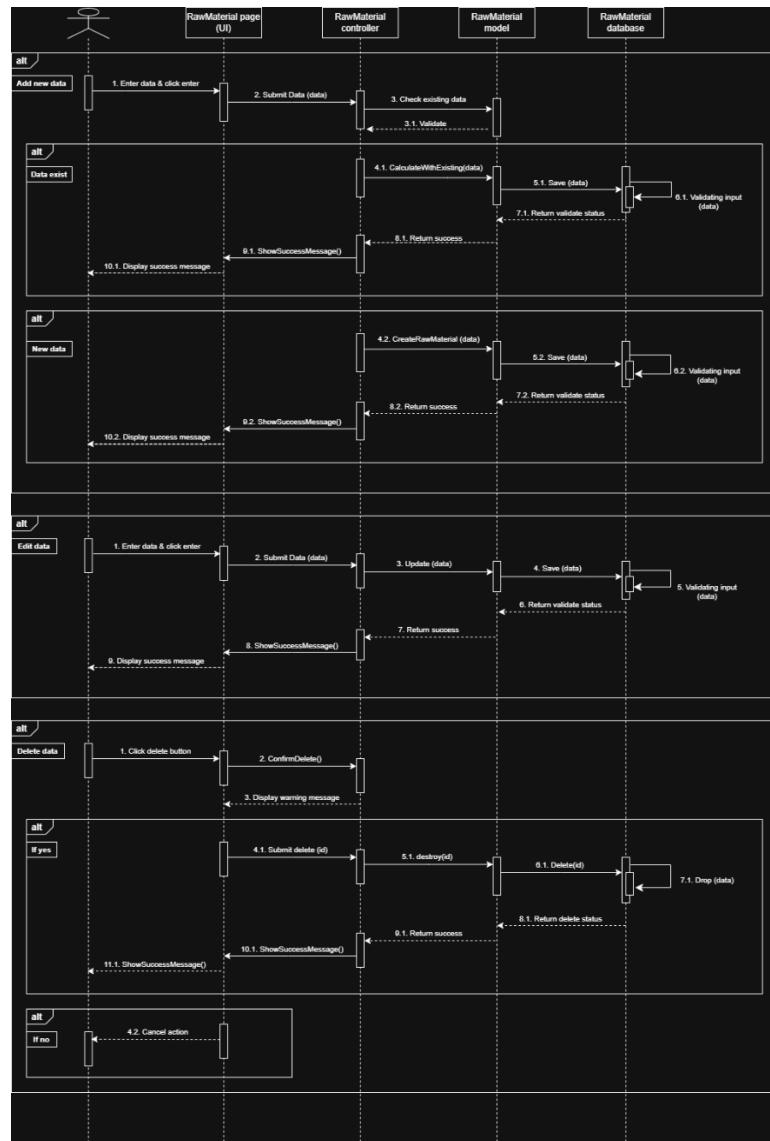 RawMaterial page
(UI)
RawMaterial
controller
RawMaterial
model
RawMaterial
database
alt
Add new data
1. Enter data & click enter
2. Submit Data (data)
3. Check existing data
3.1. Validate
alt
Data exist
4.1. CalculateWithExisting(data)
5.1. Save (data)
6.1. Validating input
(data)
7.1. Return validate status
8.1. Return success
9.1. ShowSuccessMessage()
10.1. Display success message
alt
New data
4.2. CreateRawMaterial (data)
5.2. Save (data)
6.2. Validating input
(data)
7.2. Return validate status
8.2. Return success
9.2. ShowSuccessMessage()
10.2. Display success message
alt
Edit data
1. Enter data & click enter
2. Submit Data (data)
3. Update (data)
4. Save (data)
5. Validating input
(data)
6. Return validate status
7. Return success
8. ShowSuccessMessage()
9. Display success message
alt
Delete data
1. Click delete button
2. ConfirmDelete()
3. Display warning message
alt
If yes
4.1. Submit delete (id)
5.1. destroy(id)
6.1. Delete(id)
7.1. Drop (data)
8.1. Return delete status
9.1. Return success
10.1. ShowSuccessMessage()
11.1. ShowSuccessMessage()
alt
If no
4.2. Cancel action